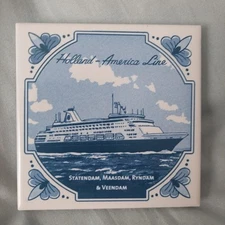 Holland - America Line
Statendam, Maasdam, Ryndam
& Veendam